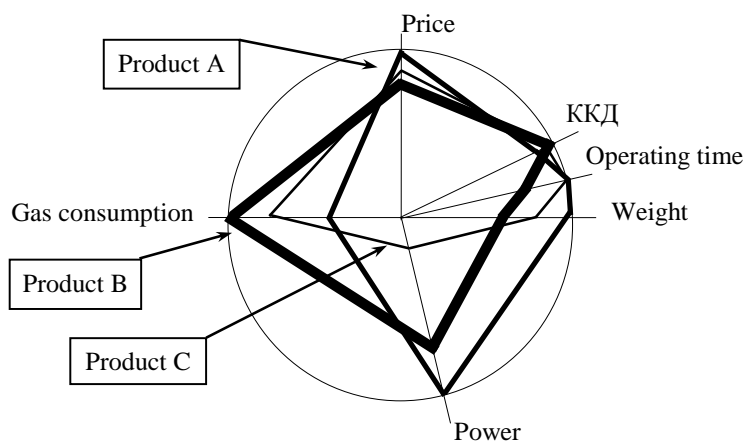 Price
Product A
ККД
Operating time
Gas consumption
Weight
Product B
Product C
Power